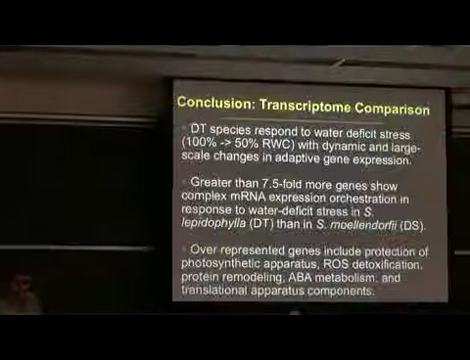 Conclusion: Transcriptome Comparison
DT species respond to water deficit stress
(100% -> 50% RWC) with dynamic and large-
scale changes in adaptive gene expression.
Greater than 7.5-fold more genes show
complex mRNA expression orchestration in
response to water-deficit stress in S.
lepidophylla (DT) than in S. moellendorfii (DS).
Over represented genes include protection of
photosynthetic apparatus, ROS detoxification,
protein remodeling, ABA metabolism, and
translational apparatus components.